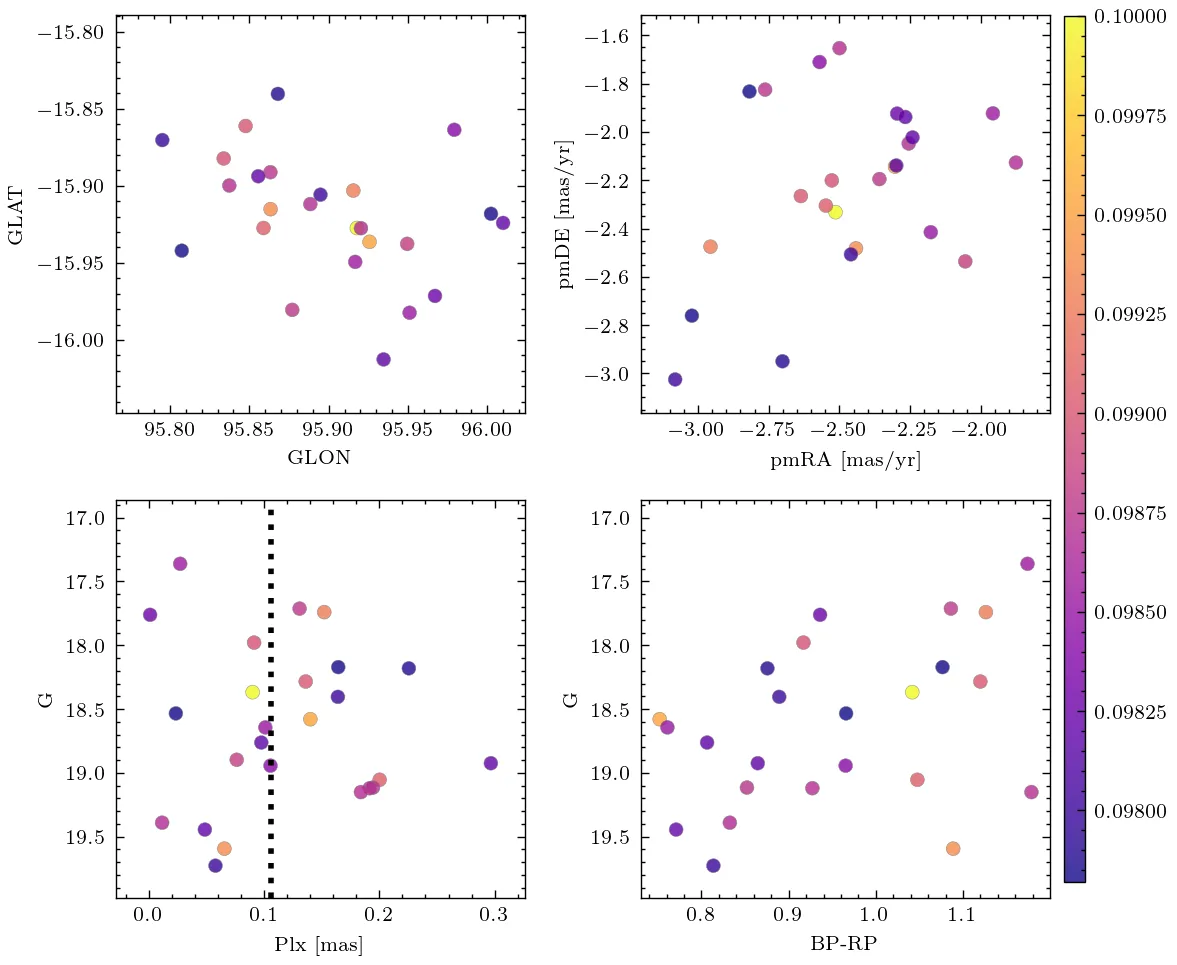 −15.80
−15.85
−15.90
−15.95
−16.00
GLAT
95.80 95.85 95.90 95.95 96.00
GLON
−1.6
−1.8
−2.0
−2.2
−2.4
−2.6
−2.8
−3.0
pmDE [mas/yr]
−3.00 −2.75 −2.50 −2.25 −2.00
pmRA [mas/yr]
17.0
17.5
18.0
18.5
19.0
19.5
G
0.0 0.1 0.2 0.3
Plx [mas]
17.0
17.5
18.0
18.5
19.0
19.5
G
0.8 0.9 1.0 1.1
BP-RP
0.10000
0.09975
0.09950
0.09925
0.09900
0.09875
0.09850
0.09825
0.09800